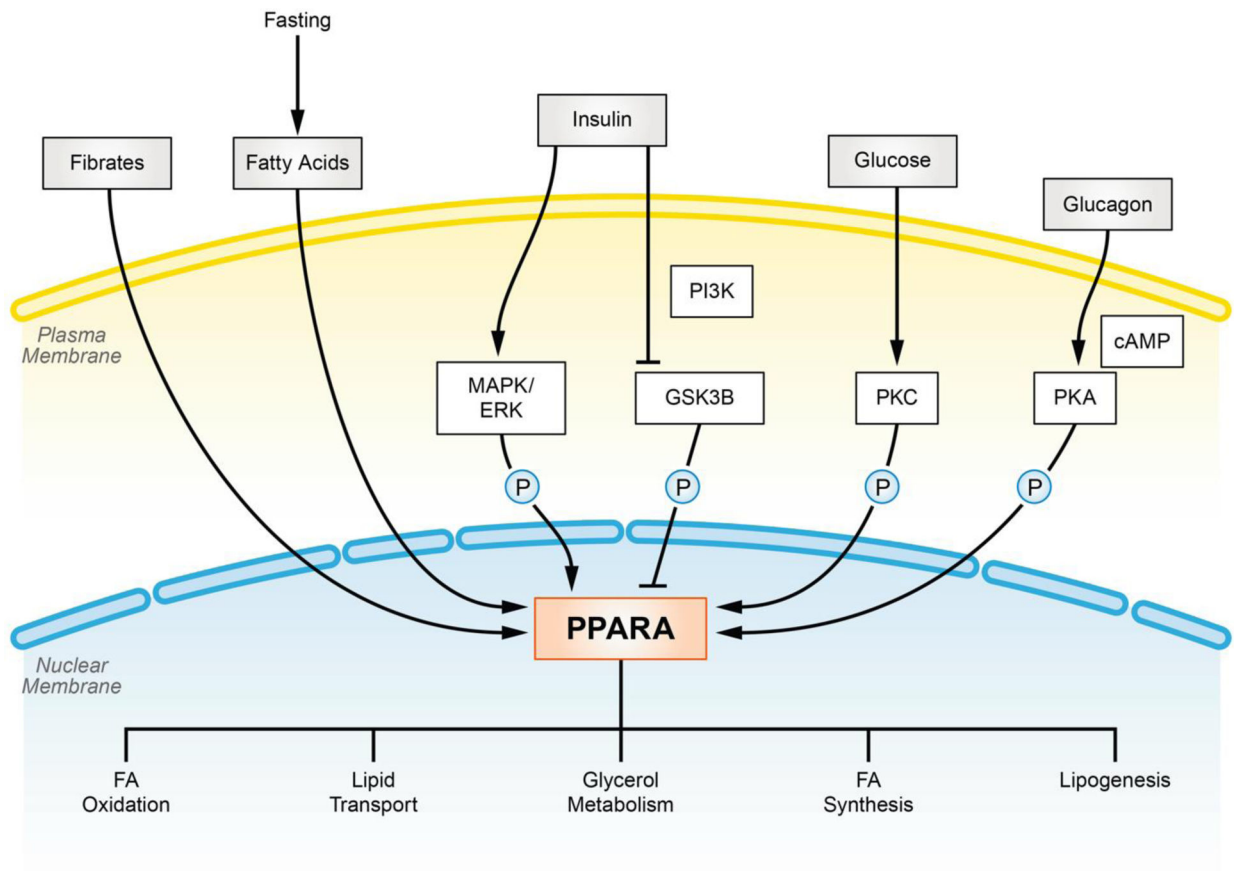 Fasting
Fibrates
Fatty Acids
Insulin
Glucose
Glucagon
Plasma
Membrane
PI3K
cAMP
MAPK/
ERK
GSK3B
PKC
PKA
P
P
P
P
PPARA
Nuclear
Membrane
FA
Oxidation
Lipid
Transport
Glycerol
Metabolism
FA
Synthesis
Lipogenesis